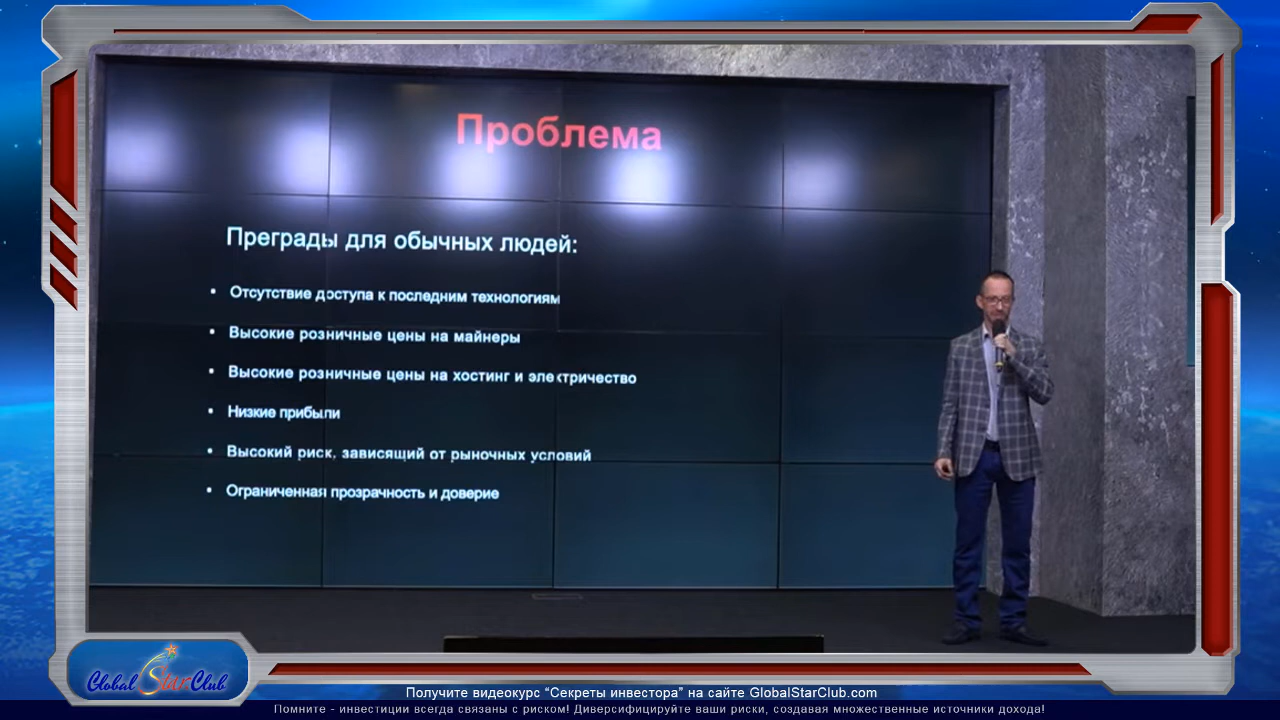 Проблема
Преграды для обычных людей:
• Отсутствие доступа к последним технологиям
• Высокие розничные цены на майнеры
• Высокие розничные цены на хостинг и электричество
• Низкие прибыли
• Высокий риск, зависящий от рыночных условий
• Ограниченная прозрачность и доверие
Global Star Club
Получите видеокурс “Секреты инвестора” на сайте GlobalStarClub.com
Помните - инвестиции всегда связаны с риском! Диверсифицируйте ваши риски, создавая множественные источники дохода!